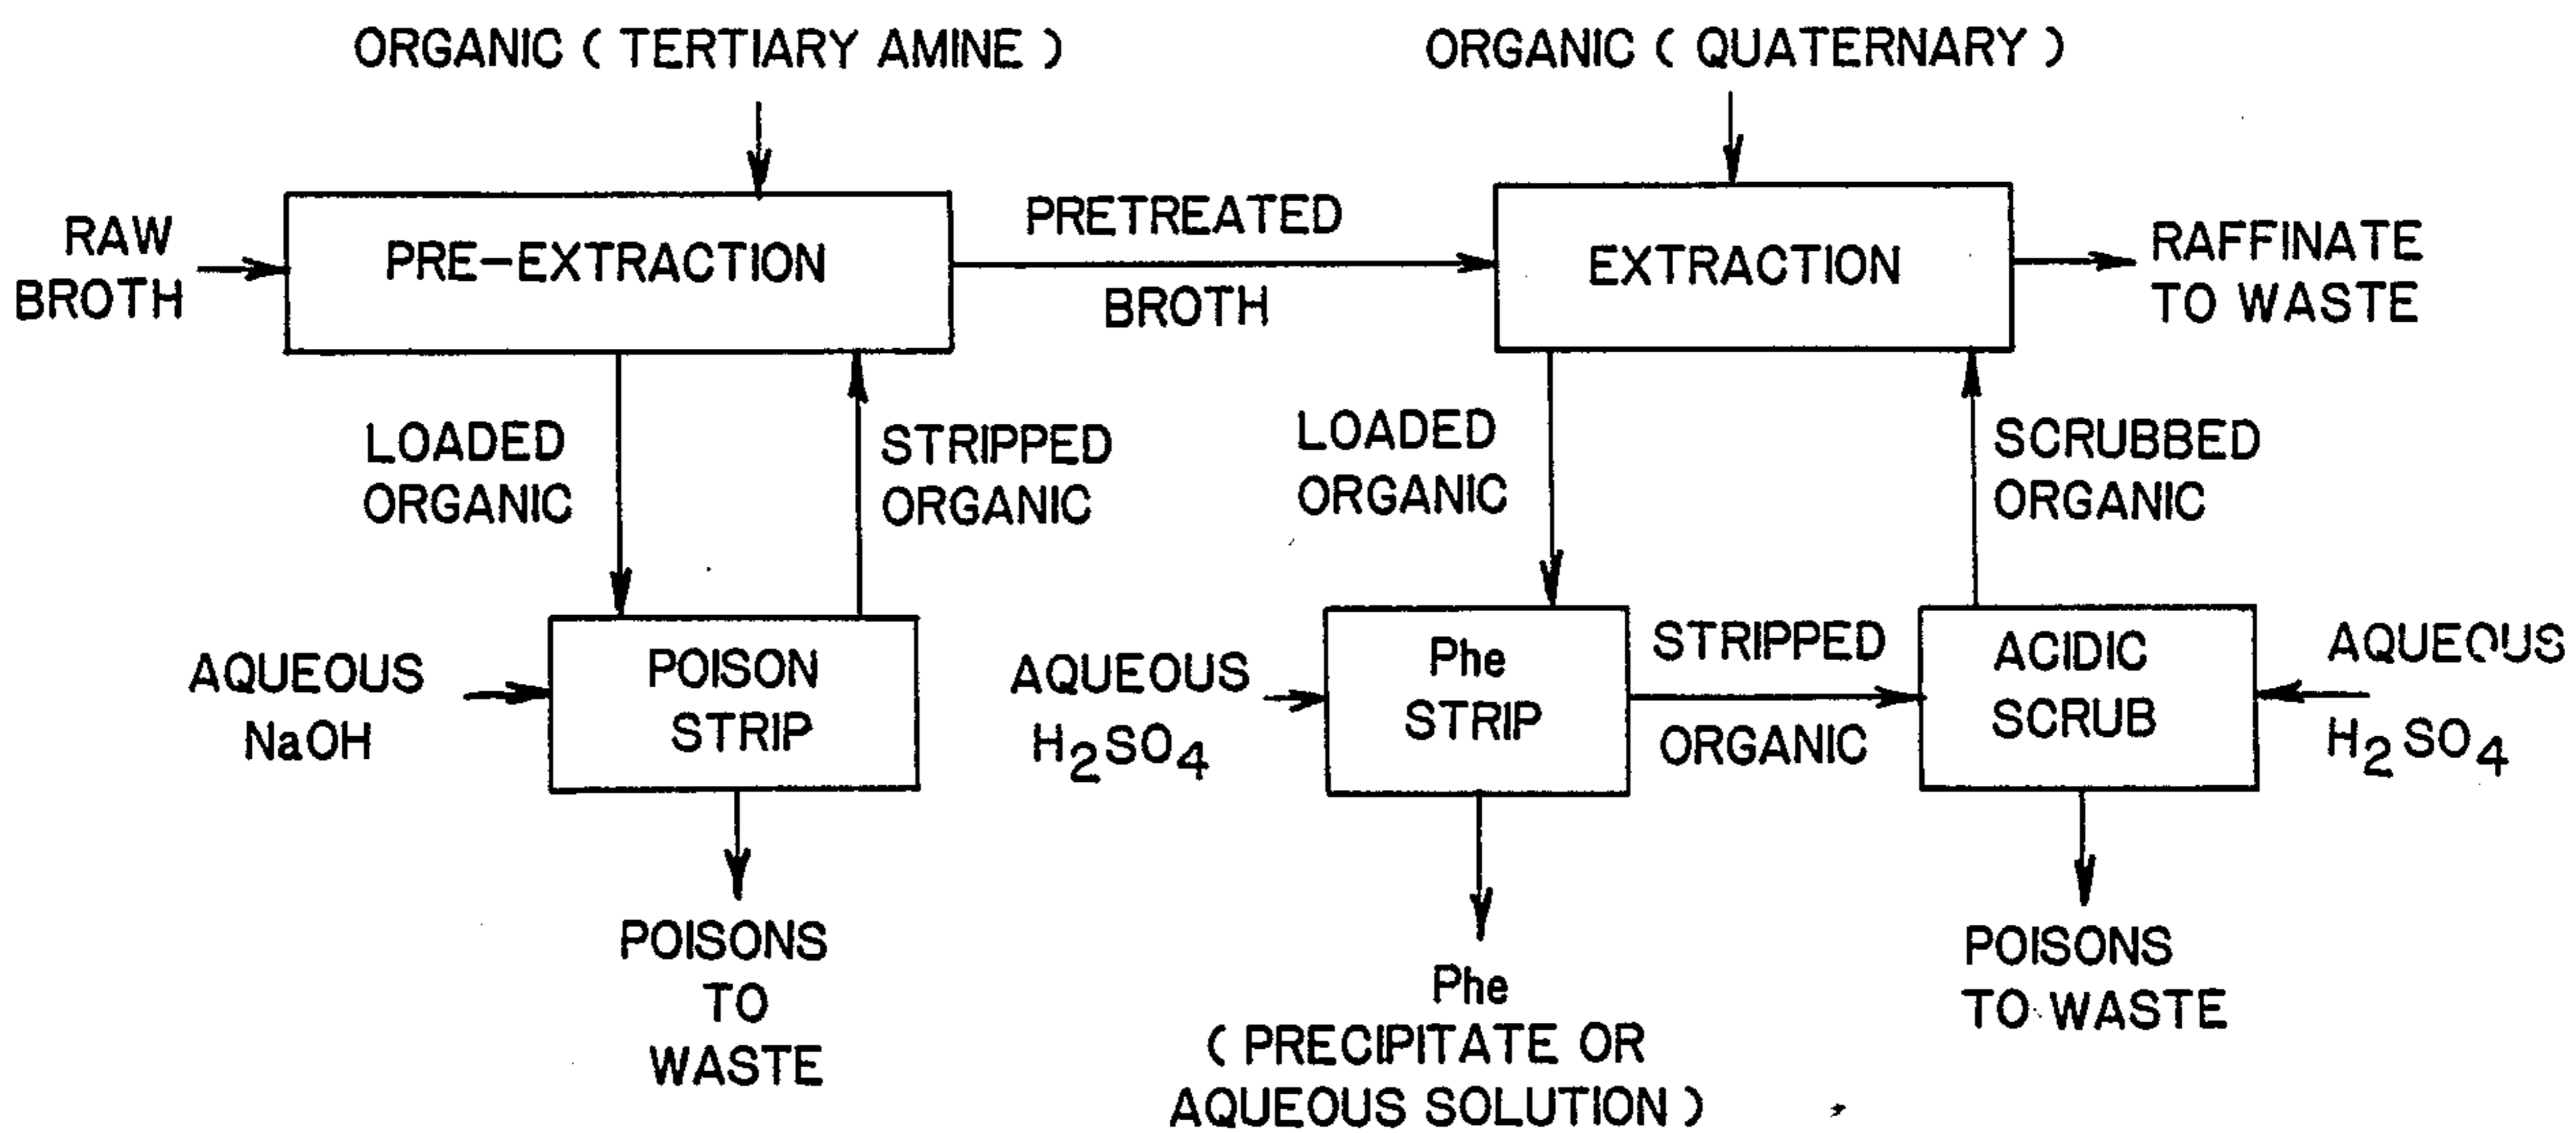 ORGANIC ( TERTIARY AMINE )
ORGANIC ( QUATERNARY )
RAW
BROTH
PRE-EXTRACTION
PRETREATED
BROTH
EXTRACTION
RAFFINATE
TO WASTE
LOADED
ORGANIC
STRIPPED
ORGANIC
LOADED
ORGANIC
SCRUBBED
ORGANIC
AQUEOUS
NaOH
POISON
STRIP
AQUEOUS
H2SO4
Phe
STRIP
STRIPPED
ORGANIC
ACIDIC
SCRUB
AQUEOUS
H2SO4
POISONS
TO
WASTE
Phe
( PRECIPITATE OR
AQUEOUS SOLUTION )
POISONS
TO WASTE